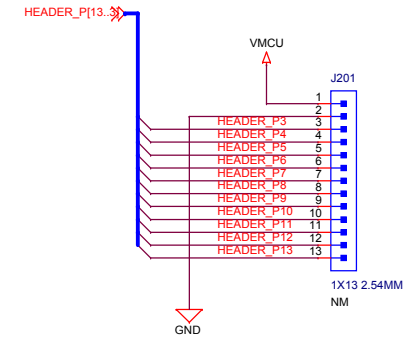 HEADER_P[13..3]
VMCU
J201
1
2
HEADER_P3 3
HEADER_P4 4
HEADER_P5 5
HEADER_P6 6
HEADER_P7 7
HEADER_P8 8
HEADER_P9 9
HEADER_P10 10
HEADER_P11 11
HEADER_P12 12
HEADER_P13 13
1X13 2.54MM
NM
GND